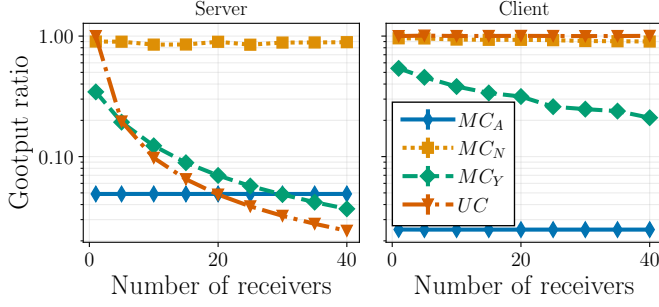 Server
Client
Gootput ratio
1.00
0.10
0
20
40
0
20
40
Number of receivers
Number of receivers
MC_A
MC_N
MC_Y
UC